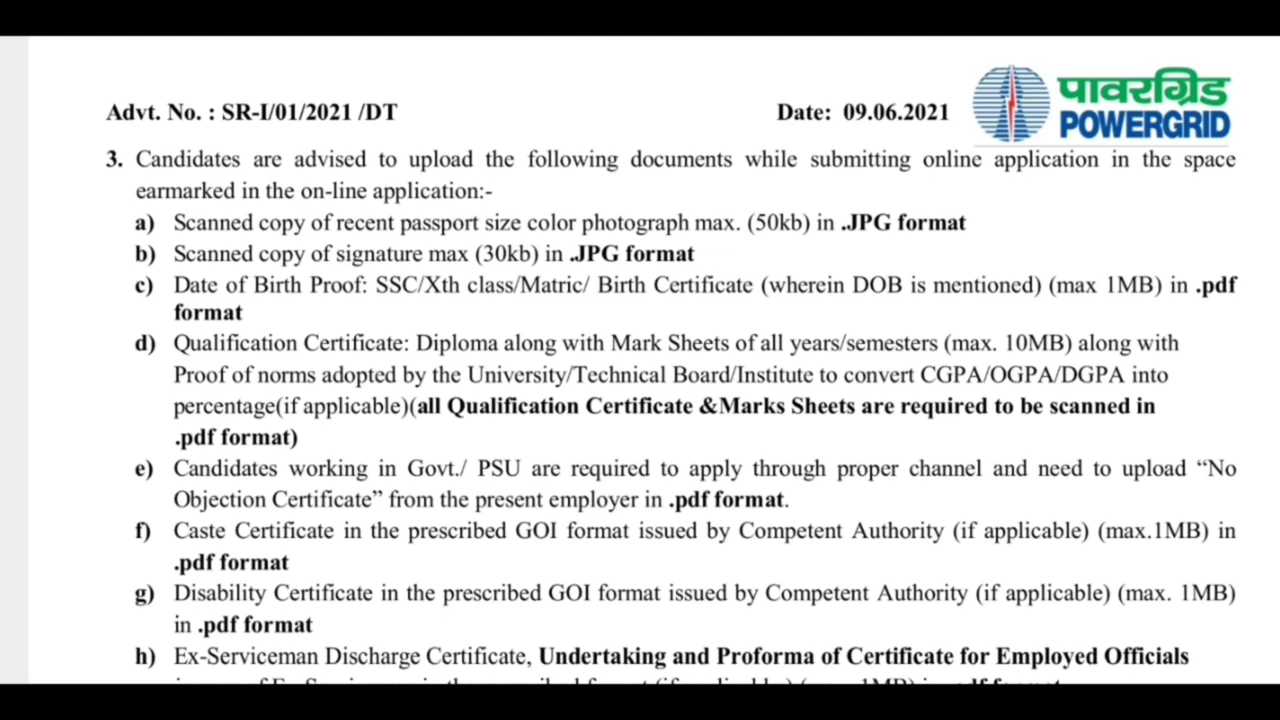 Advt. No. : SR-I/01/2021 /DT Date: 09.06.2021 पावरग्रिड
POWERGRID
3. Candidates are advised to upload the following documents while submitting online application in the space
earmarked in the on-line application:-
a) Scanned copy of recent passport size color photograph max. (50kb) in .JPG format
b) Scanned copy of signature max (30kb) in .JPG format
c) Date of Birth Proof: SSC/Xth class/Matric/ Birth Certificate (wherein DOB is mentioned) (max 1MB) in .pdf
format
d) Qualification Certificate: Diploma along with Mark Sheets of all years/semesters (max. 10MB) along with
Proof of norms adopted by the University/Technical Board/Institute to convert CGPA/OGPA/DGPA into
percentage(if applicable)(all Qualification Certificate &Marks Sheets are required to be scanned in
.pdf format)
e) Candidates working in Govt./ PSU are required to apply through proper channel and need to upload “No
Objection Certificate” from the present employer in .pdf format.
f) Caste Certificate in the prescribed GOI format issued by Competent Authority (if applicable) (max.1MB) in
.pdf format
g) Disability Certificate in the prescribed GOI format issued by Competent Authority (if applicable) (max. 1MB)
in .pdf format
h) Ex-Serviceman Discharge Certificate, Undertaking and Proforma of Certificate for Employed Officials